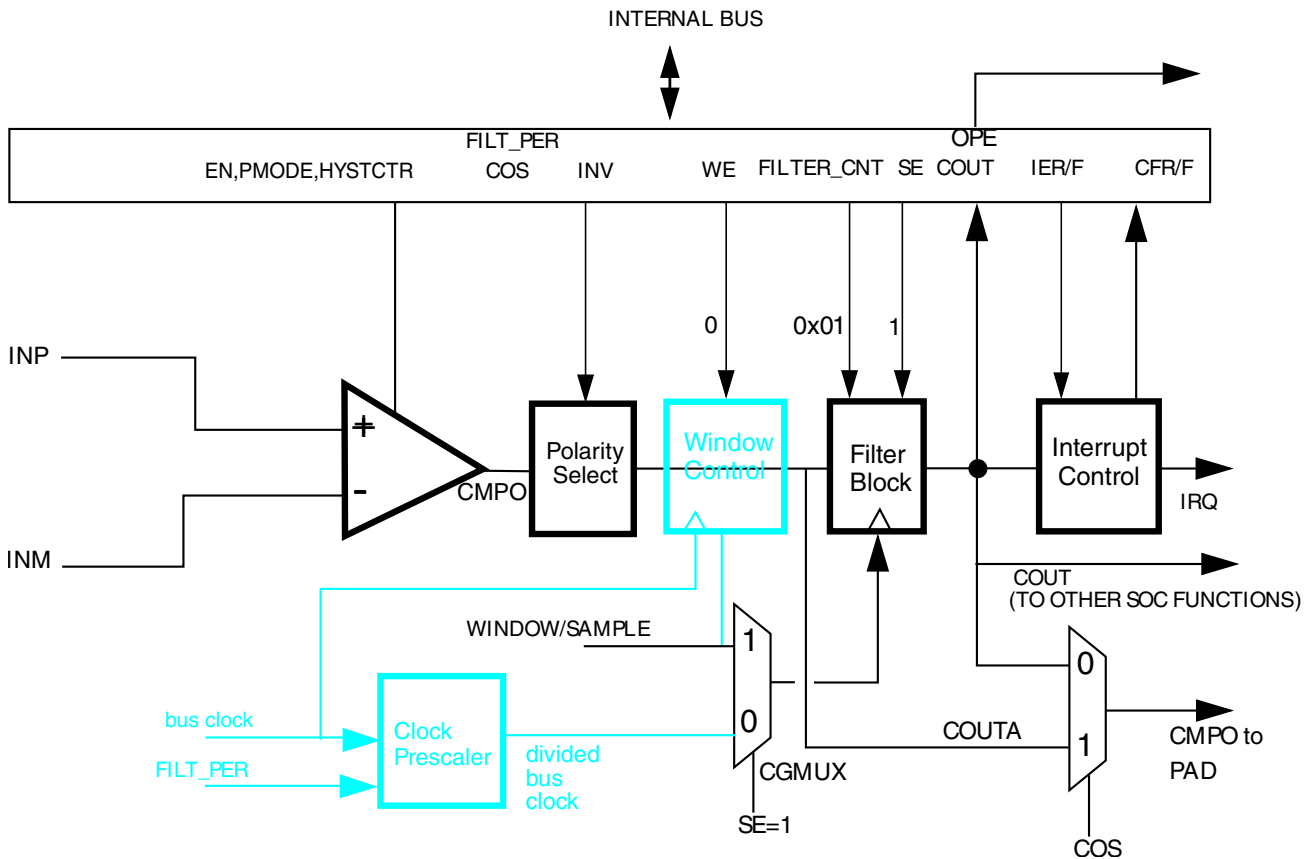 INTERNAL BUS
FILT_PER
OPE
EN,PMODE,HYSTCTR
COS
INV
WE
FILTER_CNT
SE
COUT
IER/F
CFR/F
0
0x01
1
INP
+
-
INM
CMPO
Polarity
Select
Window
Control
Filter
Block
Interrupt
Control
IRQ
COUT
(TO OTHER SOC FUNCTIONS)
WINDOW/SAMPLE
1
0
CGMUX
SE=1
bus clock
FILT_PER
Clock
Prescaler
divided
bus
clock
COUTA
0
1
CMPO to
PAD
COS